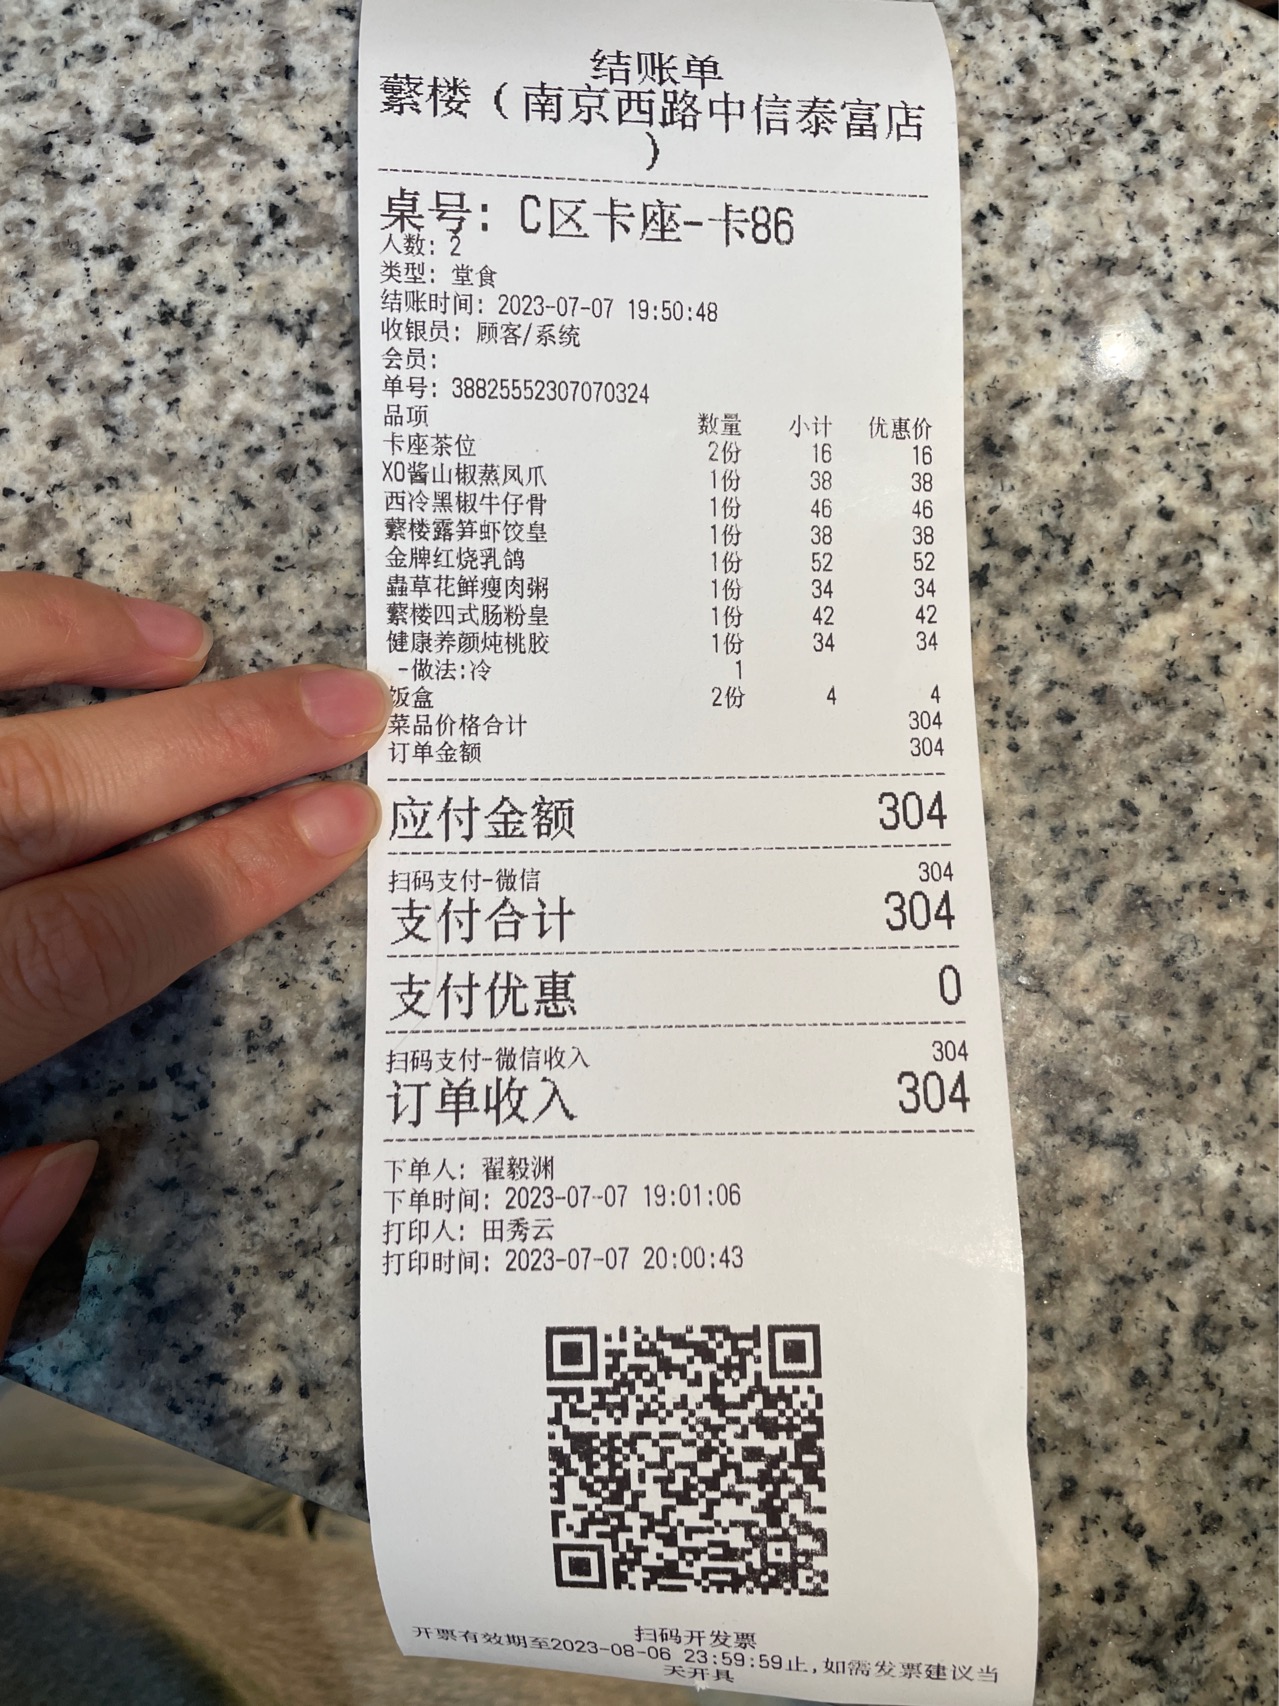 结账单
蘩楼（南京西路中信泰富店
）
桌号: C区卡座-卡86
人数: 2
类型: 堂食
结账时间: 2023-07-07 19:50:48
收银员: 顾客/系统
会员:
单号: 38825552307070324
品项 数量 小计 优惠价
卡座茶位 2份 16 16
XO酱山椒蒸凤爪 1份 38 38
西冷黑椒牛仔骨 1份 46 46
蘩楼露笋虾饺皇 1份 38 38
金牌红烧乳鸽 1份 52 52
蟲草花鲜瘦肉粥 1份 34 34
蘩楼四式肠粉皇 1份 42 42
健康养颜炖桃胶 1份 34 34
-做法:冷 1
饭盒 2份 4 4
菜品价格合计 304
订单金额 304
应付金额 304
扫码支付-微信 304
支付合计 304
支付优惠 0
扫码支付-微信收入 304
订单收入 304
下单人: 翟毅渊
下单时间: 2023-07-07 19:01:06
打印人: 田秀云
打印时间: 2023-07-07 20:00:43
扫码开发票
开票有效期至2023-08-06 23:59:59止,如需发票建议当
天开具